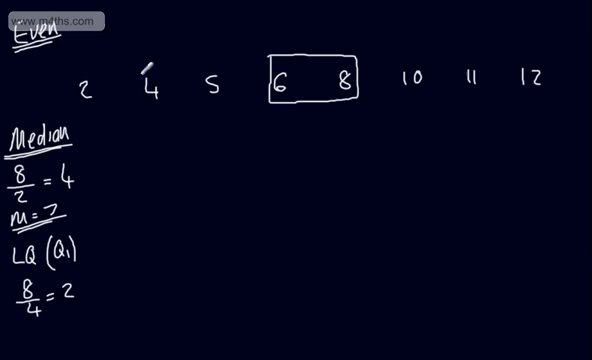 www.m4ths.com
Even
2 4 5 6 8 10 11 12
Median
8/2 = 4
M = 7
LQ (Q₁)
8/4 = 2